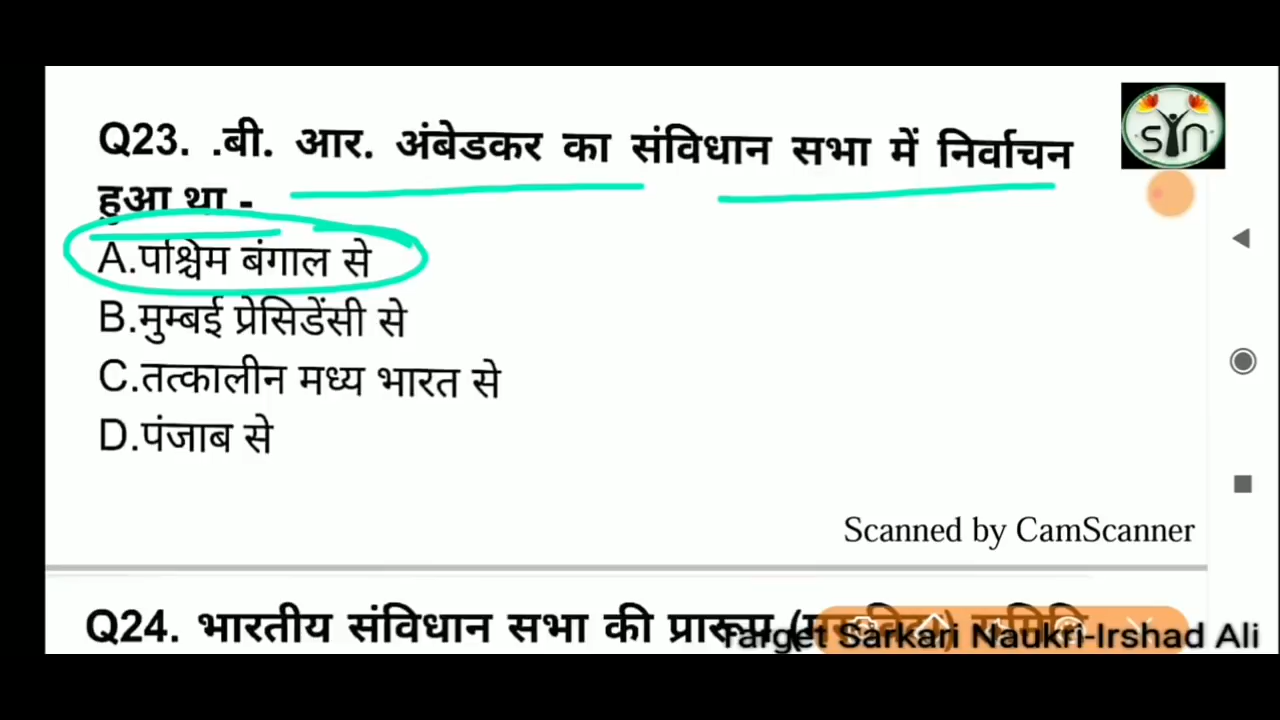 Q23. .बी. आर. अंबेडकर का संविधान सभा में निर्वाचन
हुआ था -
A.पश्चिम बंगाल से
B.मुम्बई प्रेसिडेंसी से
C.तत्कालीन मध्य भारत से
D.पंजाब से
Scanned by CamScanner
Q24. भारतीय संविधान सभा की प्रारूप
Target Sarkari Naukri-Irshad Ali
SYN